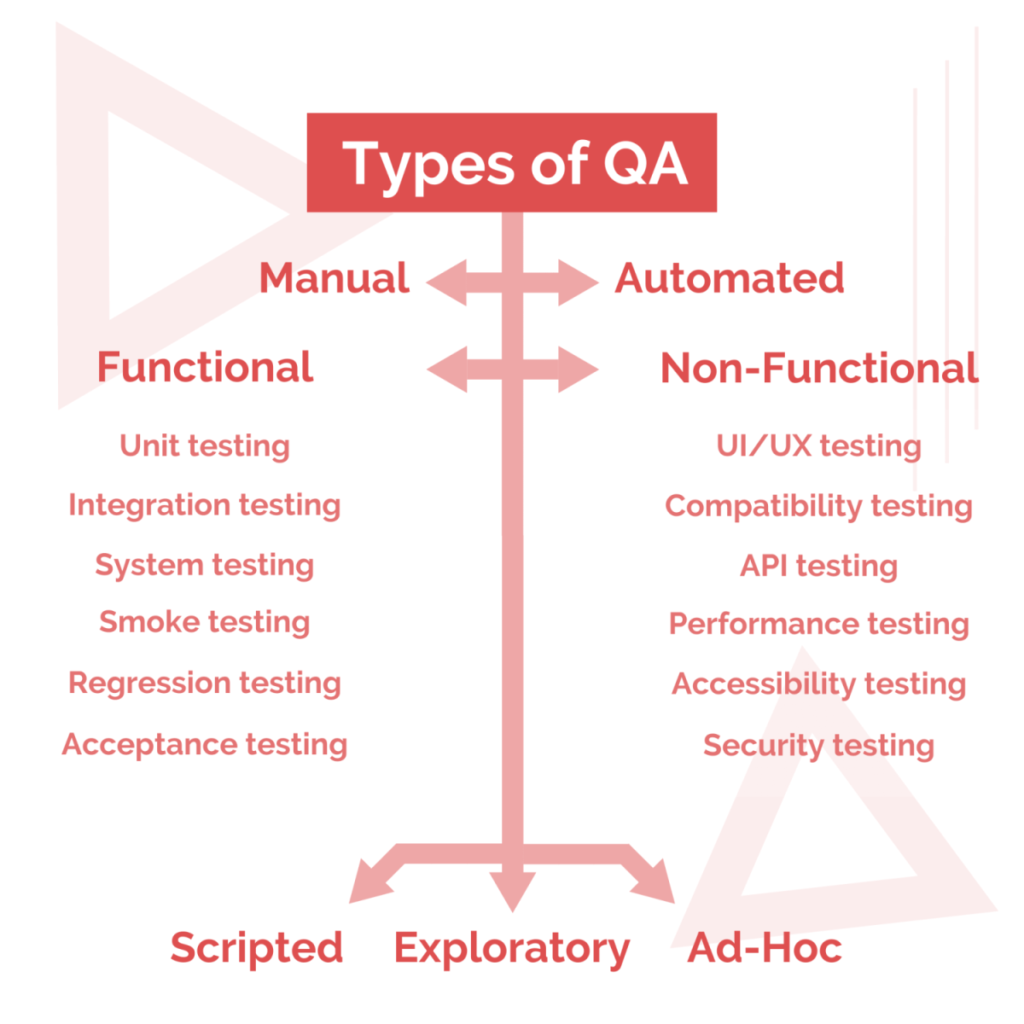 Types of QA
Manual
Automated
Functional
Non-Functional
Unit testing
UI/UX testing
Integration testing
Compatibility testing
System testing
API testing
Smoke testing
Performance testing
Regression testing
Accessibility testing
Acceptance testing
Security testing
Scripted
Exploratory
Ad-Hoc